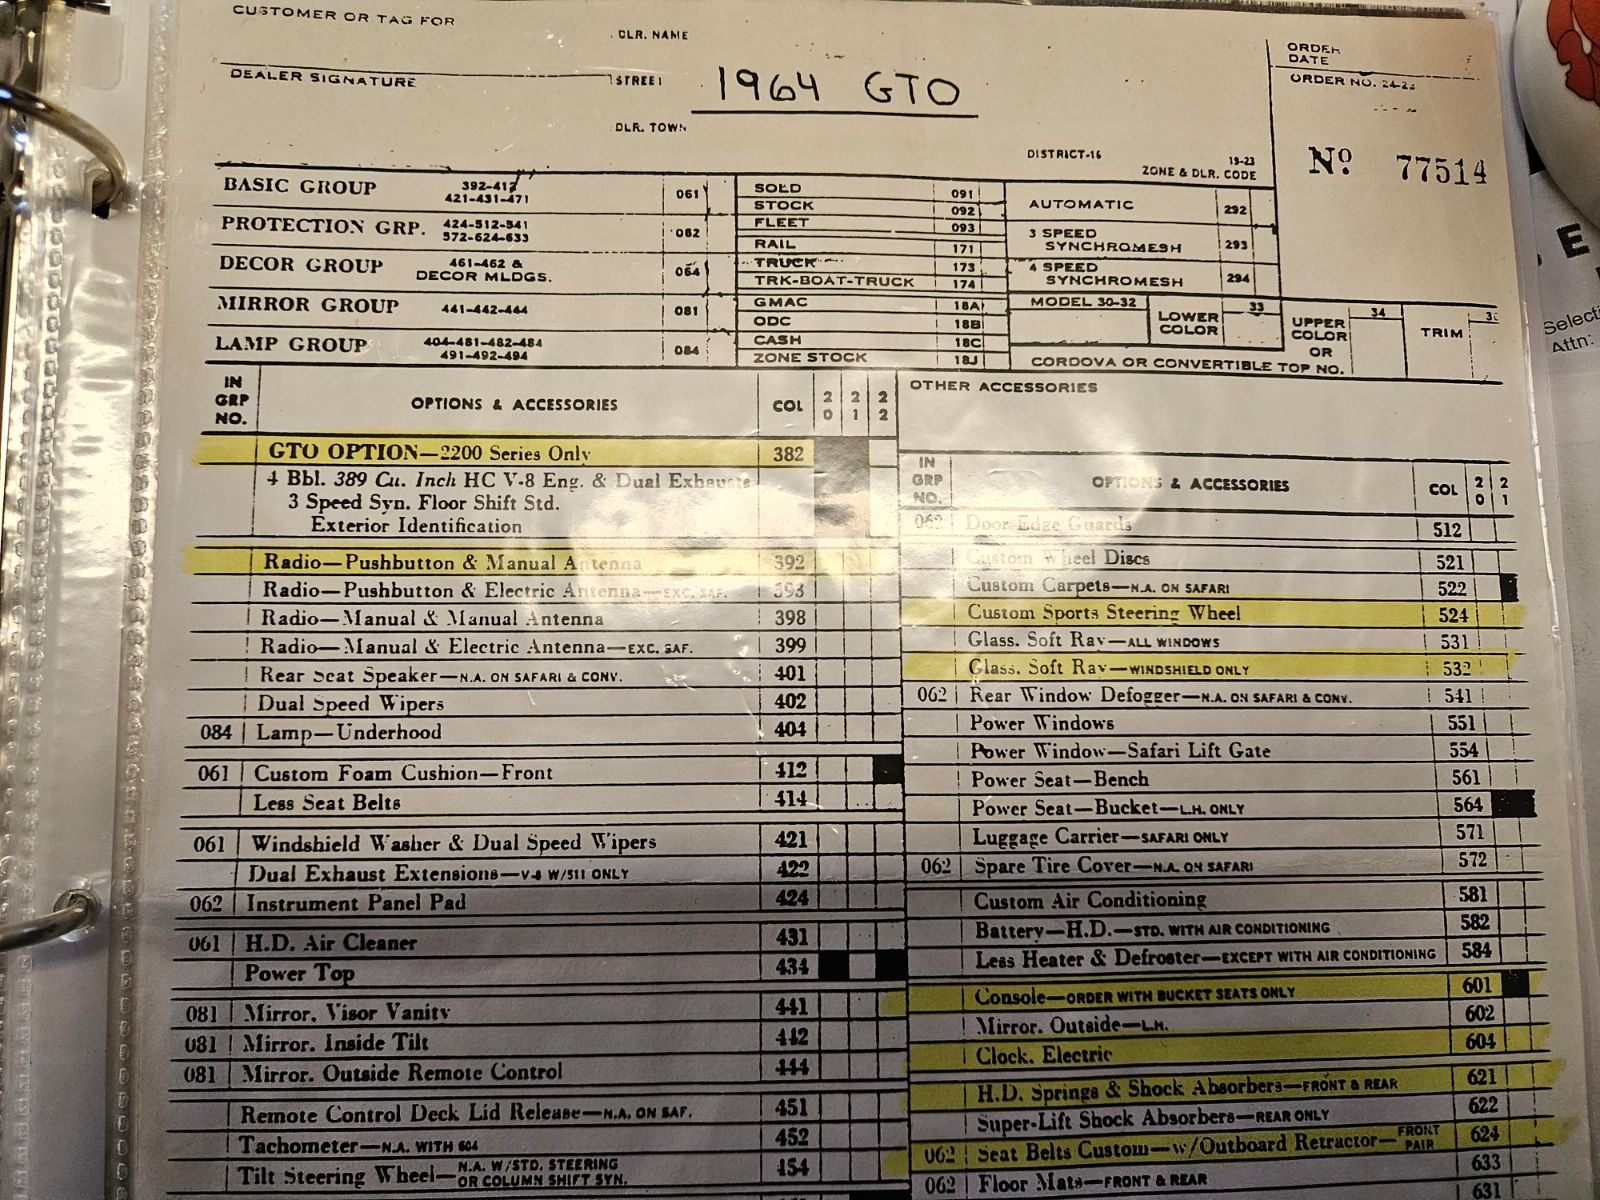 CUSTOMER OR TAG FOR
DLR. NAME
ORDER DATE
DEALER SIGNATURE
STREET
1964 GTO
ORDER NO.
DLR. TOWN
DISTRICT-16
19-23
ZONE & DLR. CODE
No. 77514
BASIC GROUP 392-412 421-431-471 061
PROTECTION GRP. 424-512-541 572-624-633 062
DECOR GROUP 461-462 & DECOR MLDGS. 064
MIRROR GROUP 441-442-444 081
LAMP GROUP 404-481-482-484 491-492-494 084
SOLD 091
STOCK 092
FLEET 093
RAIL 171
TRUCK 173
TRK-BOAT-TRUCK 174
GMAC 18A
ODC 18B
CASH 18C
ZONE STOCK 18J
AUTOMATIC 292
3 SPEED SYNCHROMESH 293
4 SPEED SYNCHROMESH 294
MODEL 30-32
LOWER COLOR 33
UPPER COLOR 34
OR
TRIM
CORDOVA OR CONVERTIBLE TOP NO.
IN GRP NO. OPTIONS & ACCESSORIES COL 20 21 22
GTO OPTION—2200 Series Only 382
4 Bbl. 389 Cu. Inch HC V-8 Eng. & Dual Exhausts
3 Speed Syn. Floor Shift Std.
Exterior Identification
Radio—Pushbutton & Manual Antenna 392
Radio—Pushbutton & Electric Antenna—EXC. SAF. 393
Radio—Manual & Manual Antenna 398
Radio—Manual & Electric Antenna—EXC. SAF. 399
Rear Seat Speaker—N.A. ON SAFARI & CONV. 401
Dual Speed Wipers 402
084 Lamp—Underhood 404
061 Custom Foam Cushion—Front 412
Less Seat Belts 414
061 Windshield Washer & Dual Speed Wipers 421
Dual Exhaust Extensions—V-8 W/511 ONLY 422
062 Instrument Panel Pad 424
061 H.D. Air Cleaner 431
Power Top 434
081 Mirror, Visor Vanity 441
081 Mirror, Inside Tilt 442
081 Mirror, Outside Remote Control 444
Remote Control Deck Lid Release—N.A. ON SAF. 451
Tachometer—N.A. WITH 604 452
Tilt Steering Wheel—N.A. W/STD. STEERING OR COLUMN SHIFT SYN. 454
OTHER ACCESSORIES
IN GRP NO. OPTIONS & ACCESSORIES COL 20 21
062 Door Edge Guards 512
Custom Wheel Discs 521
Custom Carpets—N.A. ON SAFARI 522
Custom Sports Steering Wheel 524
Glass, Soft Ray—ALL WINDOWS 531
Glass, Soft Ray—WINDSHIELD ONLY 532
062 Rear Window Defogger—N.A. ON SAFARI & CONV. 541
Power Windows 551
Power Window—Safari Lift Gate 554
Power Seat—Bench 561
Power Seat—Bucket—L.H. ONLY 564
Luggage Carrier—SAFARI ONLY 571
062 Spare Tire Cover—N.A. ON SAFARI 572
Custom Air Conditioning 581
Battery—H.D.—STD. WITH AIR CONDITIONING 582
Less Heater & Defroster—EXCEPT WITH AIR CONDITIONING 584
Console—ORDER WITH BUCKET SEATS ONLY 601
Mirror, Outside—L.H. 602
Clock, Electric 604
H.D. Springs & Shock Absorbers—FRONT & REAR 621
Super-Lift Shock Absorbers—REAR ONLY 622
062 Seat Belts Custom—w/Outboard Retractor—FRONT PAIR 624
062 Floor Mats—FRONT & REAR 633
631
Attn: